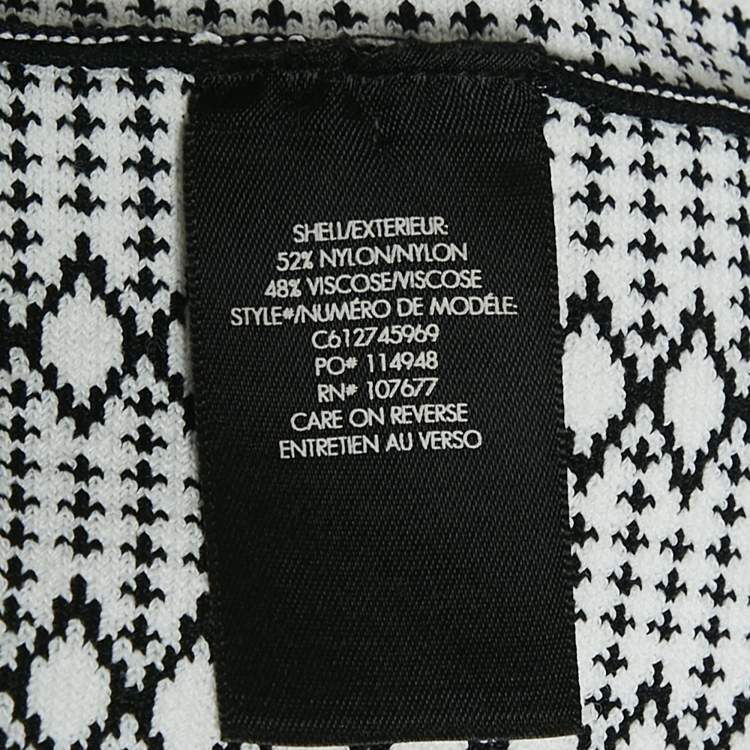 SHELL/EXTERIEUR:
52% NYLON/NYLON
48% VISCOSE/VISCOSE
STYLE#/NUMÉRO DE MODÉLE:
C612745969
PO# 114948
RN# 107677
CARE ON REVERSE
ENTRETIEN AU VERSO